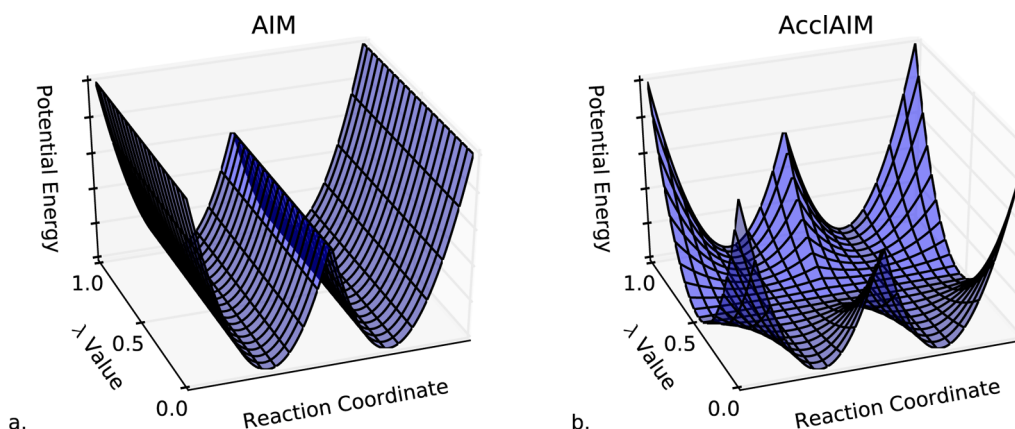 AIM
AcclAIM
Potential Energy
1.0
0.5
0.0
λ Value
Reaction Coordinate
a.
Potential Energy
1.0
0.5
0.0
λ Value
Reaction Coordinate
b.